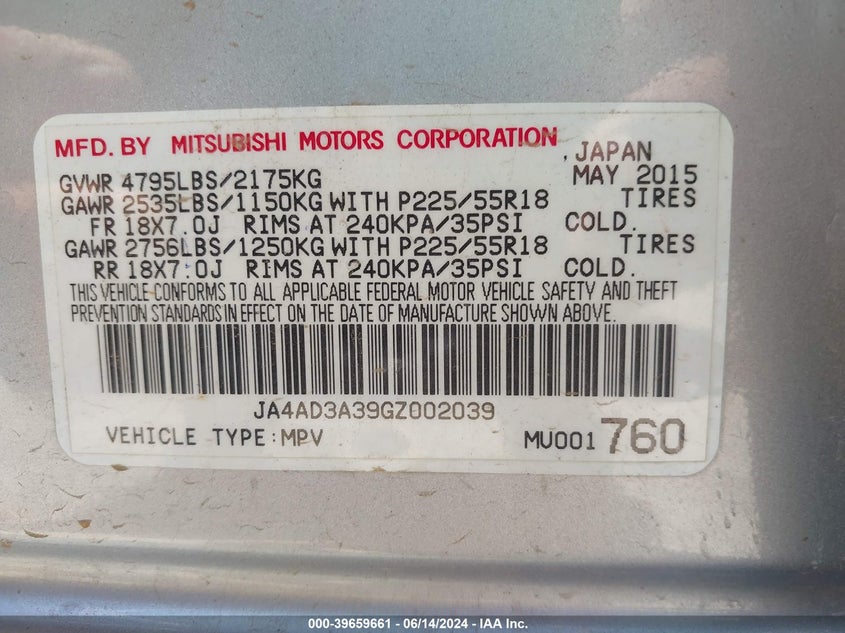 MFD. BY MITSUBISHI MOTORS CORPORATION , JAPAN
GVWR 4795LBS/2175KG MAY 2015
GAWR 2535LBS/1150KG WITH P225/55R18 TIRES
FR 18X7.0J RIMS AT 240KPA/35PSI COLD.
GAWR 2756LBS/1250KG WITH P225/55R18 TIRES
RR 18X7.0J RIMS AT 240KPA/35PSI COLD.
THIS VEHICLE CONFORMS TO ALL APPLICABLE FEDERAL MOTOR VEHICLE SAFETY AND THEFT
PREVENTION STANDARDS IN EFFECT ON THE DATE OF MANUFACTURE SHOWN ABOVE.
JA4AD3A39GZ002039
VEHICLE TYPE:MPV MU001760
000-39659661 - 06/14/2024 - IAA Inc.